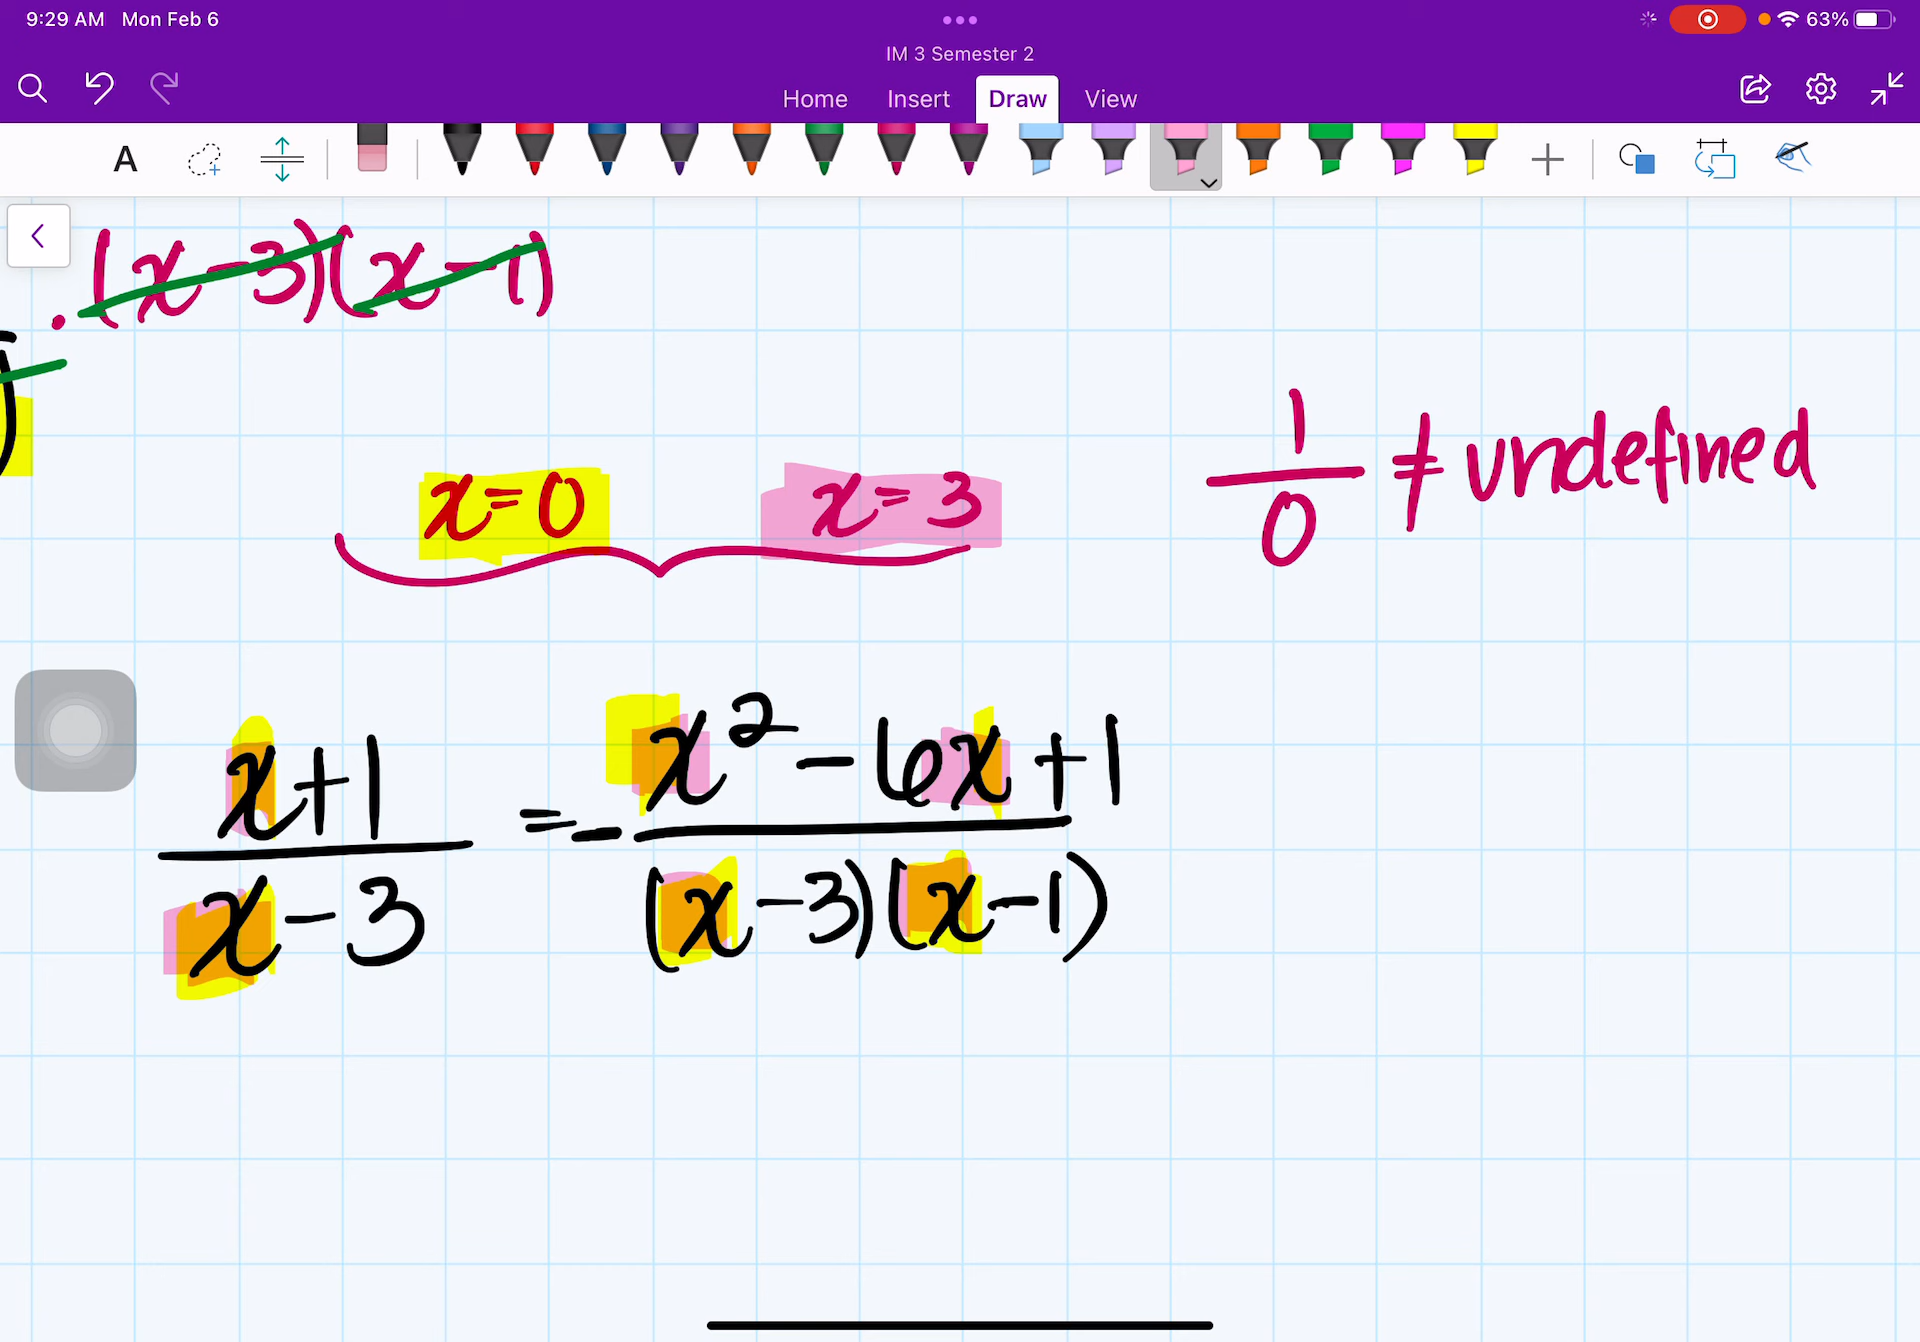 9:29 AM Mon Feb 6
63%
IM 3 Semester 2
Home Insert Draw View
A
. (x-3)(x-1)
)
x=0 x=3
1/0 ≠ undefined
(x+1)/(x-3) = - (x² - 6x + 1)/((x-3)(x-1))